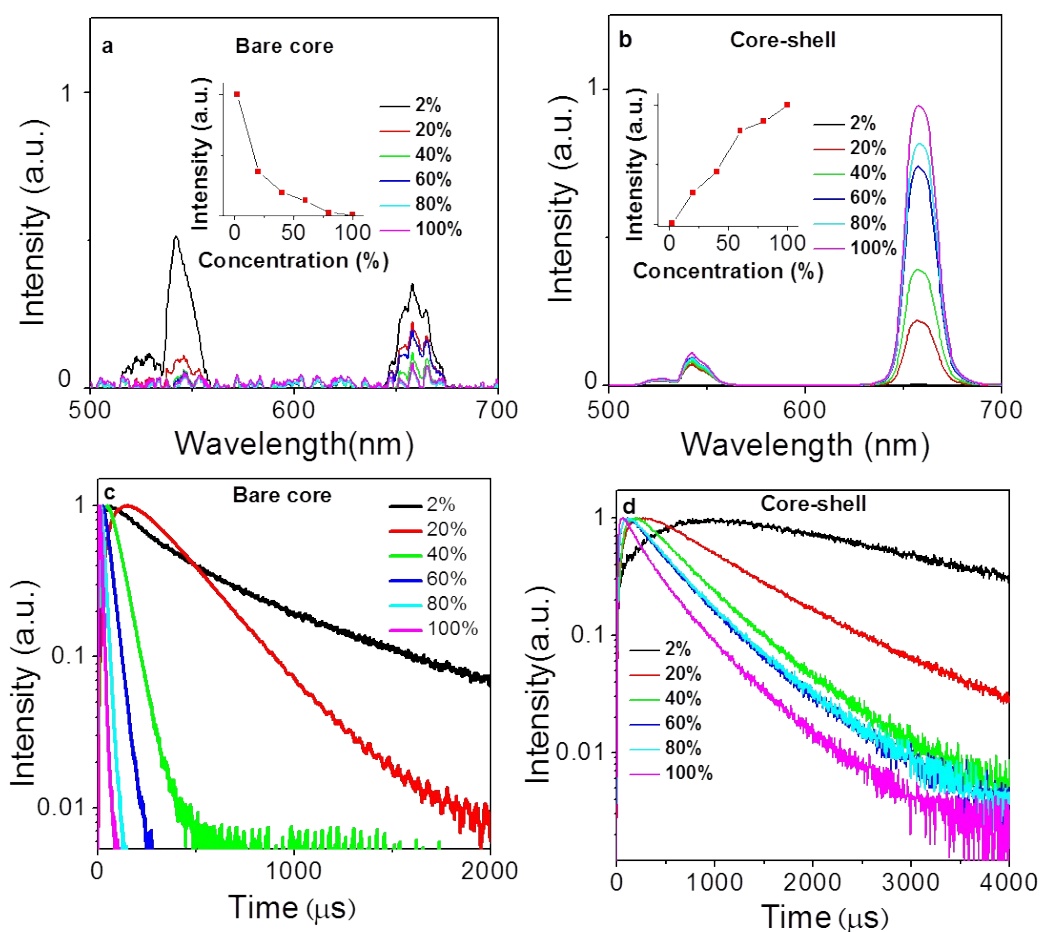 a
Bare core
Intensity (a.u.)
1
0
500
600
700
Wavelength(nm)
Intensity (a.u.)
0
50
100
Concentration (%)
2%
20%
40%
60%
80%
100%
b
Core-shell
Intensity (a.u.)
1
0
500
600
700
Wavelength (nm)
Intensity (a.u.)
0
50
100
Concentration (%)
2%
20%
40%
60%
80%
100%
c
Bare core
Intensity (a.u.)
1
0.1
0.01
0
1000
2000
Time (μs)
2%
20%
40%
60%
80%
100%
d
Core-shell
Intensity(a.u.)
1
0.1
0.01
0
1000
2000
3000
4000
Time (μs)
2%
20%
40%
60%
80%
100%